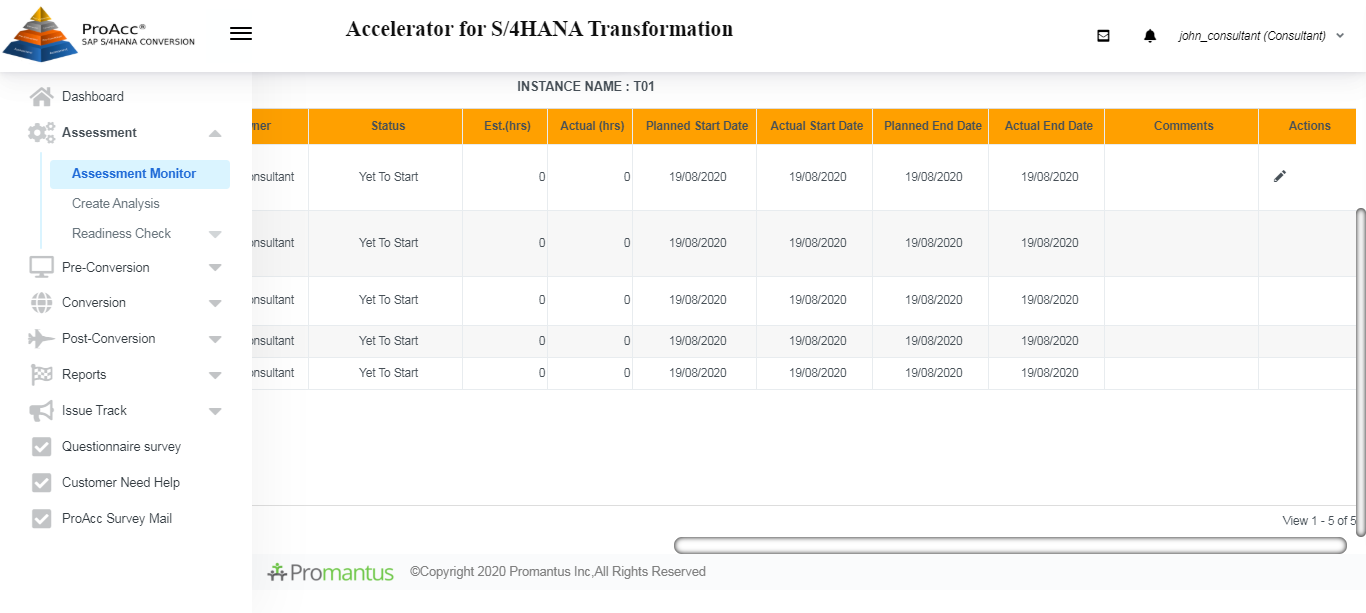 ProAcc®
SAP S/4HANA CONVERSION
Accelerator for S/4HANA Transformation
john_consultant (Consultant)
INSTANCE NAME : T01
Dashboard
Assessment
Assessment Monitor
Create Analysis
Readiness Check
Pre-Conversion
Conversion
Post-Conversion
Reports
Issue Track
Questionnaire survey
Customer Need Help
ProAcc Survey Mail
Status Est.(hrs) Actual (hrs) Planned Start Date Actual Start Date Planned End Date Actual End Date Comments Actions
Yet To Start 0 0 19/08/2020 19/08/2020 19/08/2020 19/08/2020
Yet To Start 0 0 19/08/2020 19/08/2020 19/08/2020 19/08/2020
Yet To Start 0 0 19/08/2020 19/08/2020 19/08/2020 19/08/2020
Yet To Start 0 0 19/08/2020 19/08/2020 19/08/2020 19/08/2020
Yet To Start 0 0 19/08/2020 19/08/2020 19/08/2020 19/08/2020
View 1 - 5 of 5
Promantus ©Copyright 2020 Promantus Inc,All Rights Reserved